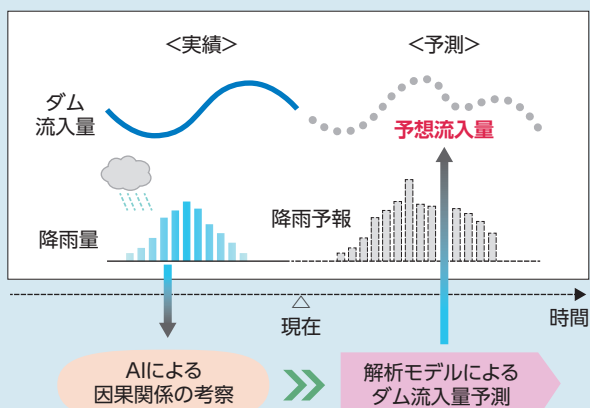 <実績>
<予測>
ダム
流入量
予想流入量
降雨予報
降雨量
時間
現在
AIによる
因果関係の考察
解析モデルによる
ダム流入量予測